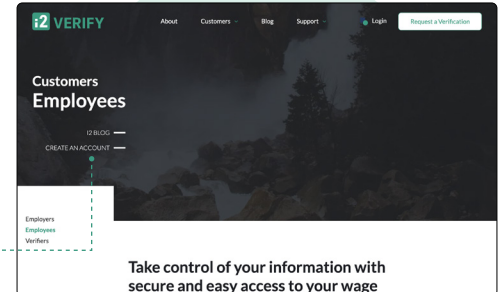 i2 VERIFY
About Customers Blog Support Login Request a Verification
Customers
Employees
I2 BLOG
CREATE AN ACCOUNT
Employers
Employees
Verifiers
Take control of your information with
secure and easy access to your wage